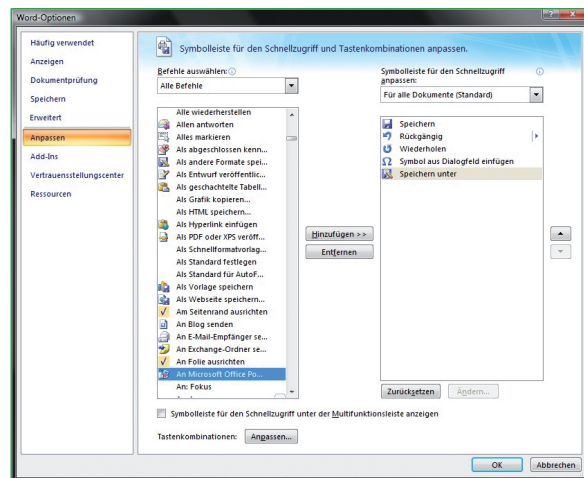 Word-Optionen
Häufig verwendet
Anzeigen
Dokumentprüfung
Speichern
Erweitert
Anpassen
Add-Ins
Vertrauensstellungscenter
Ressourcen
Symbolleiste für den Schnellzugriff und Tastenkombinationen anpassen.
Befehle auswählen:
Alle Befehle
Alle wiederherstellen
Allen antworten
Alles markieren
Als abgeschlossen kenn...
Als andere Formate spei...
Als Entwurf veröffentlic...
Als geschachtelte Tabell...
Als Grafik kopieren...
Als HTML speichern...
Als Hyperlink einfügen
Als PDF oder XPS veröff...
Als Schnellformatvorlag...
Als Standard festlegen
Als Standard für AutoF...
Als Vorlage speichern
Als Webseite speichern...
Am Seitenrand ausrichten
An Blog senden
An E-Mail-Empfänger se...
An Exchange-Ordner se...
An Folie ausrichten
An Microsoft Office Po...
An: Fokus
Hinzufügen >>
Entfernen
Symbolleiste für den Schnellzugriff
anpassen:
Für alle Dokumente (Standard)
Speichern
Rückgängig
Wiederholen
Symbol aus Dialogfeld einfügen
Speichern unter
Zurücksetzen
Ändern...
Symbolleiste für den Schnellzugriff unter der Multifunktionsleiste anzeigen
Tastenkombinationen:
Anpassen...
OK
Abbrechen